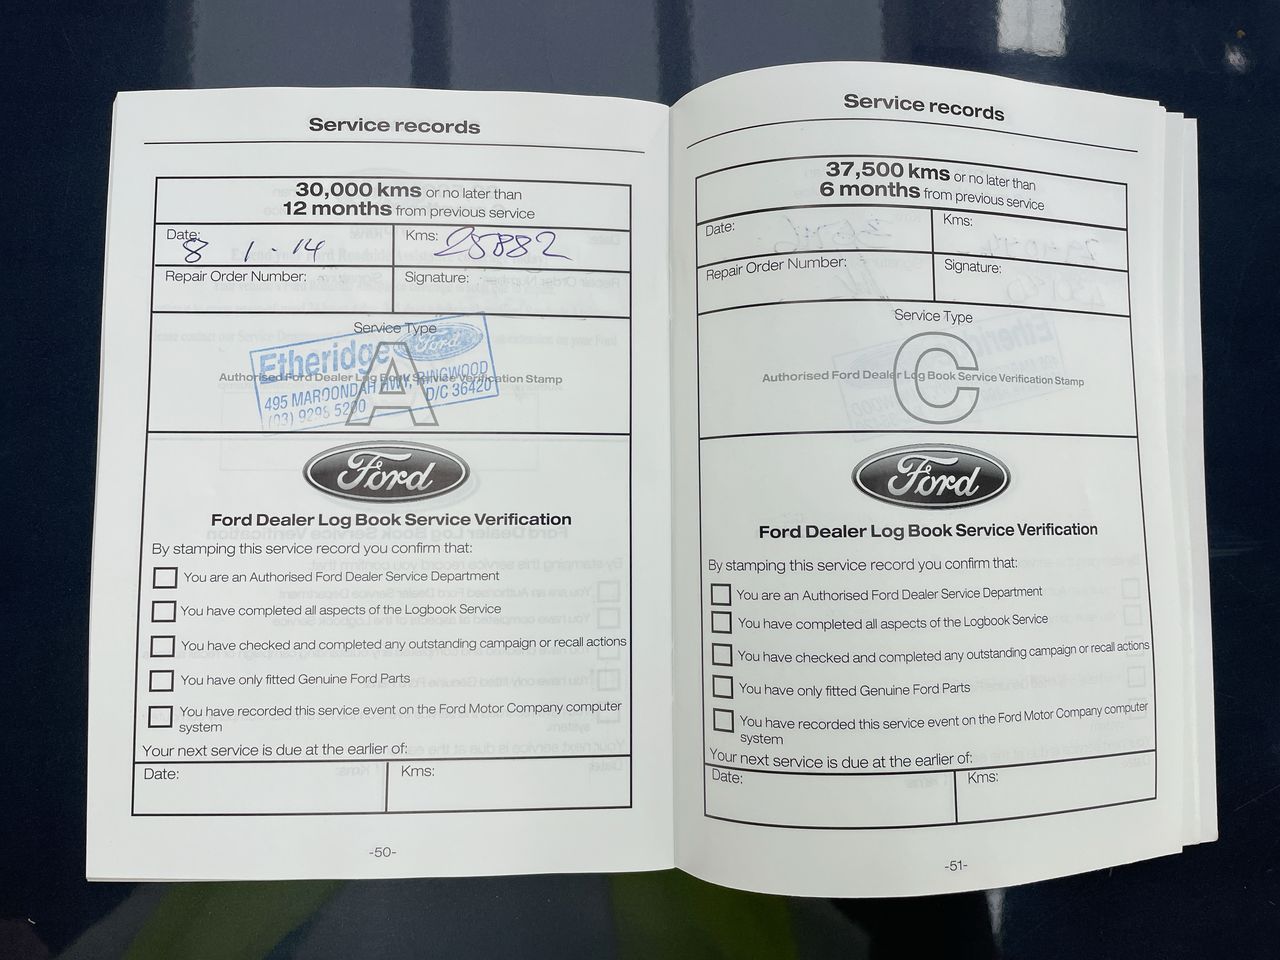 Service records
30,000 kms or no later than
12 months from previous service
Date: 8 1-14
Kms: 25882
Repair Order Number:
Signature:
Service Type
A
Etheridge Ford
Authorised Ford Dealer Log Book Service Verification Stamp
495 MAROONDAH HWY, RINGWOOD
(03) 9298 5200 D/C 36420
Ford
Ford Dealer Log Book Service Verification
By stamping this service record you confirm that:
You are an Authorised Ford Dealer Service Department
You have completed all aspects of the Logbook Service
You have checked and completed any outstanding campaign or recall actions
You have only fitted Genuine Ford Parts
You have recorded this service event on the Ford Motor Company computer
system
Your next service is due at the earlier of:
Date:
Kms:
-50-
Service records
37,500 kms or no later than
6 months from previous service
Date:
Kms:
Repair Order Number:
Signature:
Service Type
C
Authorised Ford Dealer Log Book Service Verification Stamp
Ford
Ford Dealer Log Book Service Verification
By stamping this service record you confirm that:
You are an Authorised Ford Dealer Service Department
You have completed all aspects of the Logbook Service
You have checked and completed any outstanding campaign or recall actions
You have only fitted Genuine Ford Parts
You have recorded this service event on the Ford Motor Company computer
system
Your next service is due at the earlier of:
Date:
Kms:
-51-